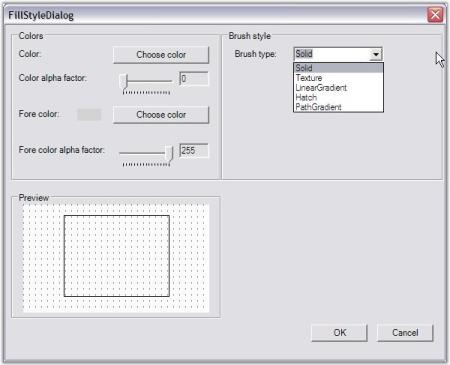 FillStyleDialog
Colors
Color:
Choose color
Color alpha factor:
0
Fore color:
Choose color
Fore color alpha factor:
255
Brush style
Brush type:
Solid
Solid
Texture
LinearGradient
Hatch
PathGradient
Preview
OK
Cancel